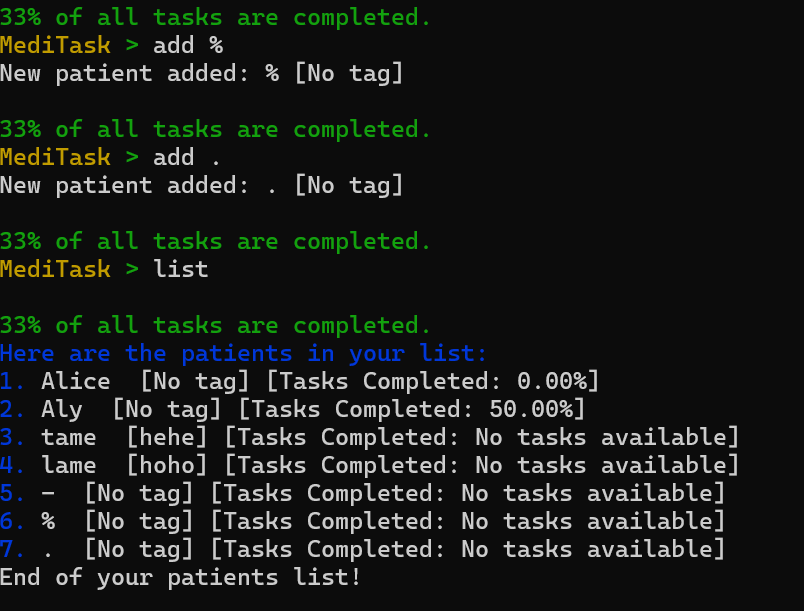 33% of all tasks are completed.
MediTask > add %
New patient added: % [No tag]
33% of all tasks are completed.
MediTask > add .
New patient added: . [No tag]
33% of all tasks are completed.
MediTask > list
33% of all tasks are completed.
Here are the patients in your list:
1. Alice  [No tag] [Tasks Completed: 0.00%]
2. Aly  [No tag] [Tasks Completed: 50.00%]
3. tame  [hehe] [Tasks Completed: No tasks available]
4. lame  [hoho] [Tasks Completed: No tasks available]
5. -  [No tag] [Tasks Completed: No tasks available]
6. %  [No tag] [Tasks Completed: No tasks available]
7. .  [No tag] [Tasks Completed: No tasks available]
End of your patients list!